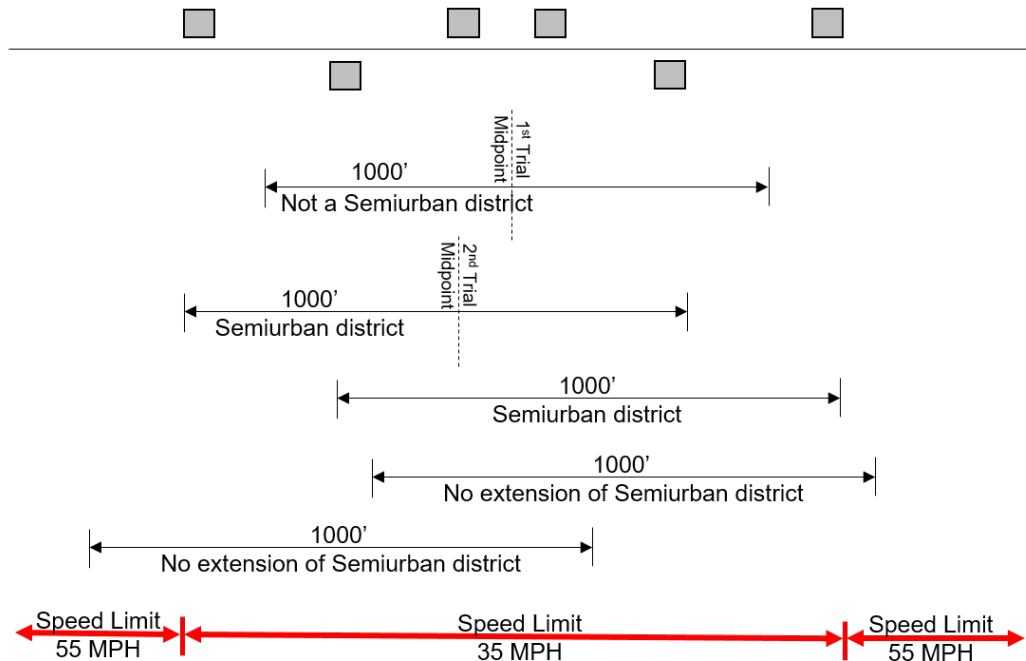 1st Trial
Midpoint
1000’
Not a Semiurban district
2nd Trial
Midpoint
1000’
Semiurban district
1000’
Semiurban district
1000’
No extension of Semiurban district
1000’
No extension of Semiurban district
Speed Limit
55 MPH
Speed Limit
35 MPH
Speed Limit
55 MPH